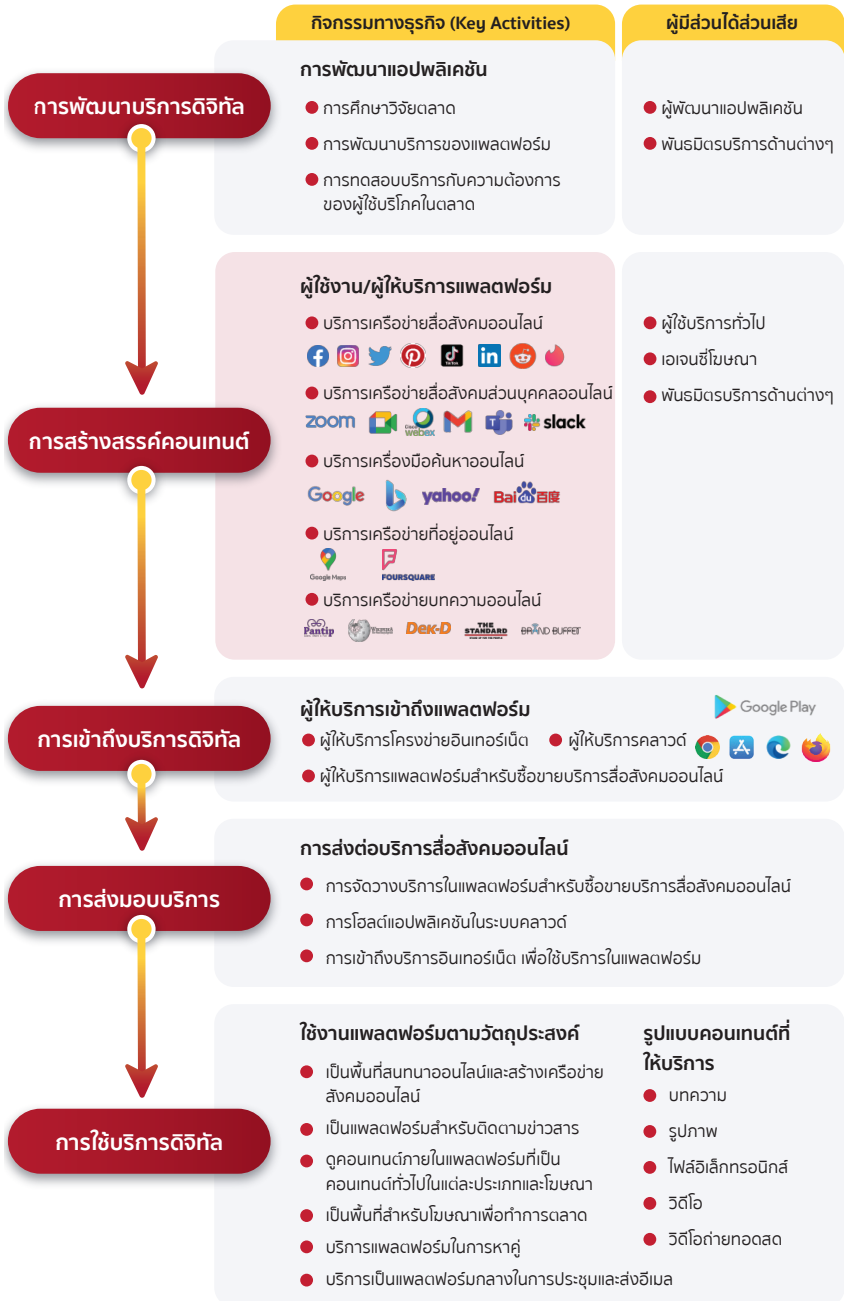 กิจกรรมทางธุรกิจ (Key Activities)
ผู้มีส่วนได้ส่วนเสีย
การพัฒนาบริการดิจิทัล
การพัฒนาแอปพลิเคชัน
การศึกษาวิจัยตลาด
การพัฒนาบริการของแพลตฟอร์ม
การทดสอบบริการกับความต้องการ
ของผู้ใช้บริโภคในตลาด
ผู้พัฒนาแอปพลิเคชัน
พันธมิตรบริการด้านต่างๆ
การสร้างสรรค์คอนเทนต์
ผู้ใช้งาน/ผู้ให้บริการแพลตฟอร์ม
บริการเครือข่ายสื่อสังคมออนไลน์
TikTok
in
บริการเครือข่ายสื่อสังคมส่วนบุคคลออนไลน์
zoom
Cisco
webex
slack
บริการเครื่องมือค้นหาออนไลน์
Google
yahoo!
Bai du 百度
บริการเครือข่ายที่อยู่ออนไลน์
Google Maps
FOURSQUARE
บริการเครือข่ายบทความออนไลน์
Pantip
DEK-D
THE
STANDARD
BRAND BUFFET
ผู้ใช้บริการทั่วไป
เอเจนซี่โฆษณา
พันธมิตรบริการด้านต่างๆ
การเข้าถึงบริการดิจิทัล
ผู้ให้บริการเข้าถึงแพลตฟอร์ม
Google Play
ผู้ให้บริการโครงข่ายอินเทอร์เน็ต
ผู้ให้บริการคลาวด์
ผู้ให้บริการแพลตฟอร์มสำหรับซื้อขายบริการสื่อสังคมออนไลน์
การส่งมอบบริการ
การส่งต่อบริการสื่อสังคมออนไลน์
การจัดวางบริการในแพลตฟอร์มสำหรับซื้อขายบริการสื่อสังคมออนไลน์
การโฮลต์แอปพลิเคชันในระบบคลาวด์
การเข้าถึงบริการอินเทอร์เน็ต เพื่อใช้บริการในแพลตฟอร์ม
การใช้บริการดิจิทัล
ใช้งานแพลตฟอร์มตามวัตถุประสงค์
เป็นพื้นที่สนทนาออนไลน์และสร้างเครือข่าย
สังคมออนไลน์
เป็นแพลตฟอร์มสำหรับติดตามข่าวสาร
ดูคอนเทนต์ภายในแพลตฟอร์มที่เป็น
คอนเทนต์ทั่วไปในแต่ละประเภทและโฆษณา
เป็นพื้นที่สำหรับโฆษณาเพื่อทำการตลาด
บริการแพลตฟอร์มในการหาคู่
บริการเป็นแพลตฟอร์มกลางในการประชุมและส่งอีเมล
รูปแบบคอนเทนต์ที่
ให้บริการ
บทความ
รูปภาพ
ไฟล์อิเล็กทรอนิกส์
วิดีโอ
วิดีโอถ่ายทอดสด